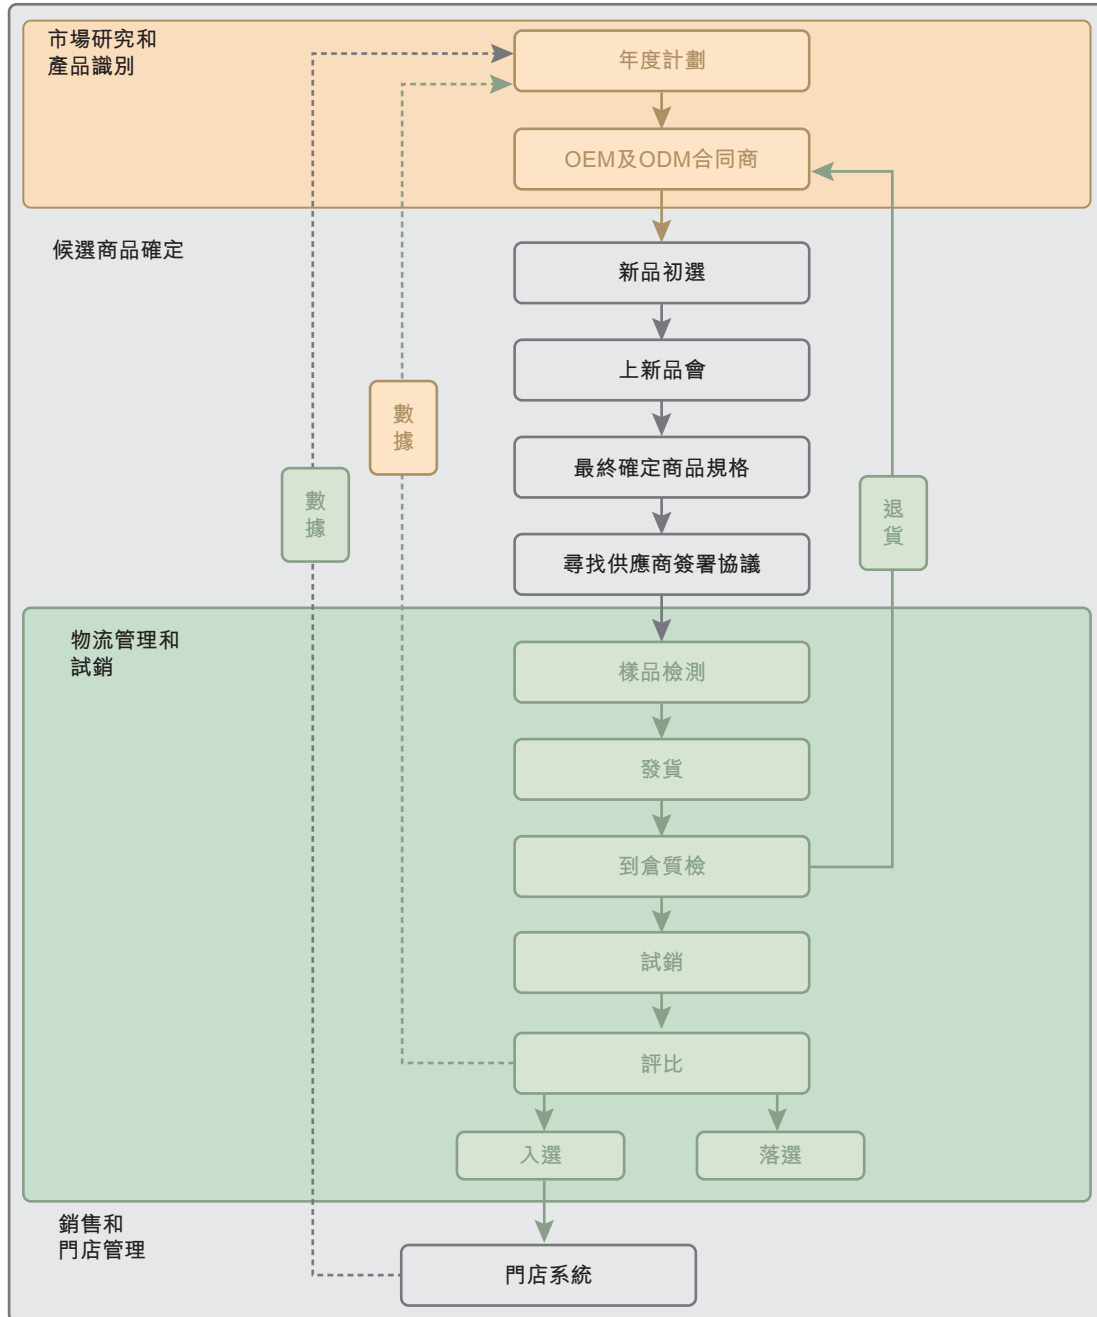 市場研究和
產品識別
年度計劃
OEM及ODM合同商
候選商品確定
新品初選
上新品會
數
據
最終確定商品規格
數
據
退
貨
尋找供應商簽署協議
物流管理和
試銷
樣品檢測
發貨
到倉質檢
試銷
評比
入選
落選
銷售和
門店管理
門店系統